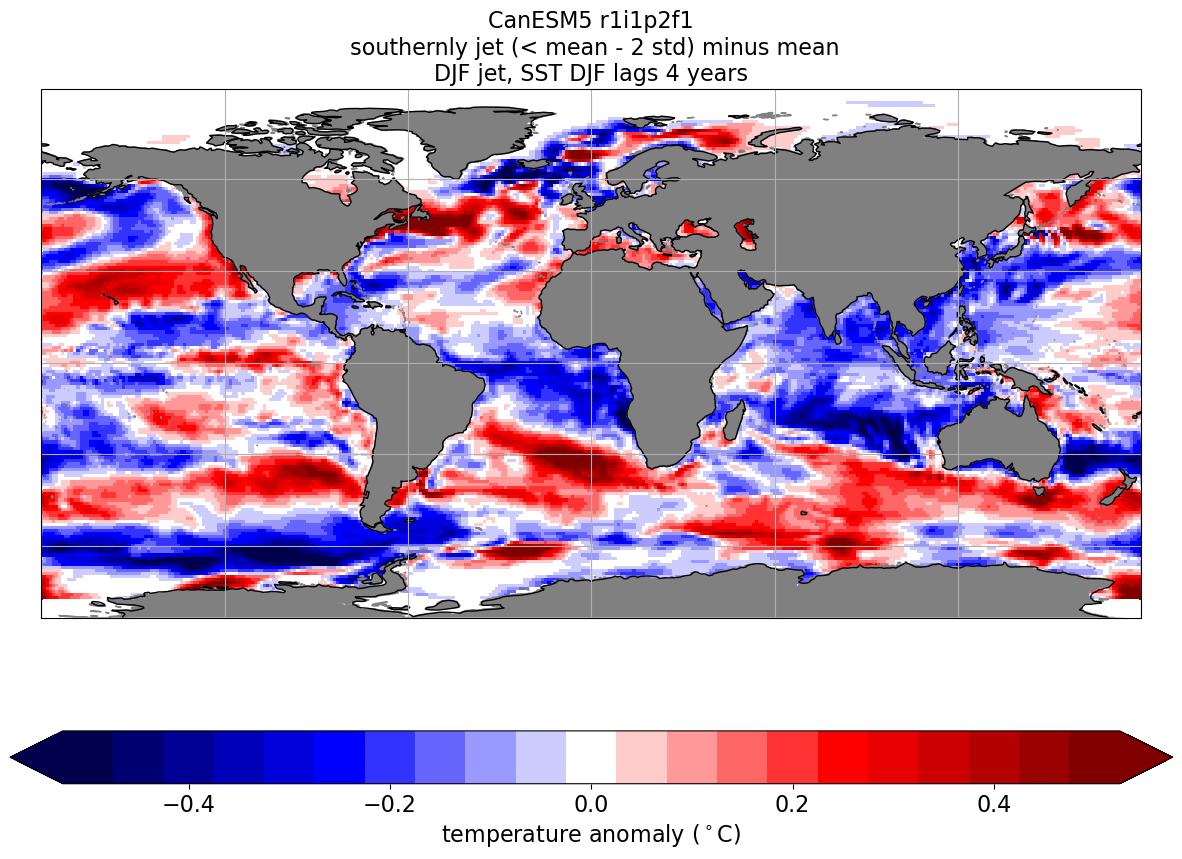 CanESM5 r1i1p2f1
southernly jet (< mean - 2 std) minus mean
DJF jet, SST DJF lags 4 years
−0.4 −0.2 0.0 0.2 0.4
temperature anomaly (°C)